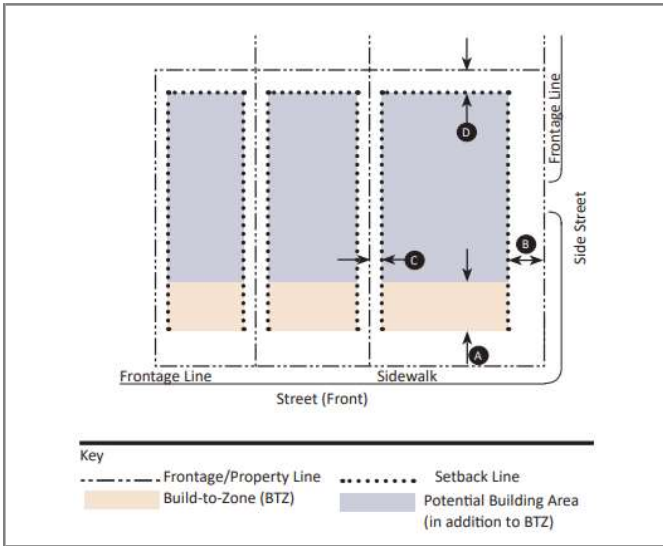 Frontage Line
D
Side Street
B
C
A
Frontage Line
Sidewalk
Street (Front)
Key
Frontage/Property Line
Setback Line
Build-to-Zone (BTZ)
Potential Building Area
(in addition to BTZ)